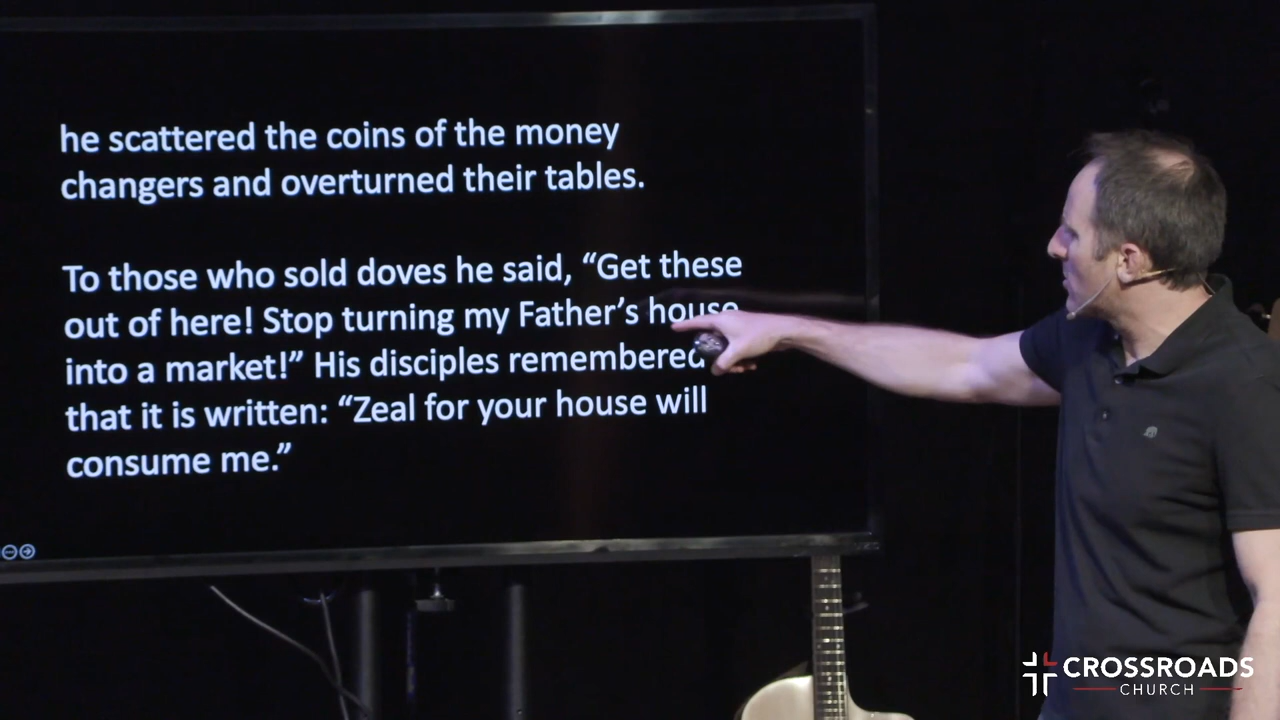 he scattered the coins of the money
changers and overturned their tables.
To those who sold doves he said, “Get these
out of here! Stop turning my Father’s house
into a market!” His disciples remembered
that it is written: “Zeal for your house will
consume me.”
CROSSROADS
CHURCH